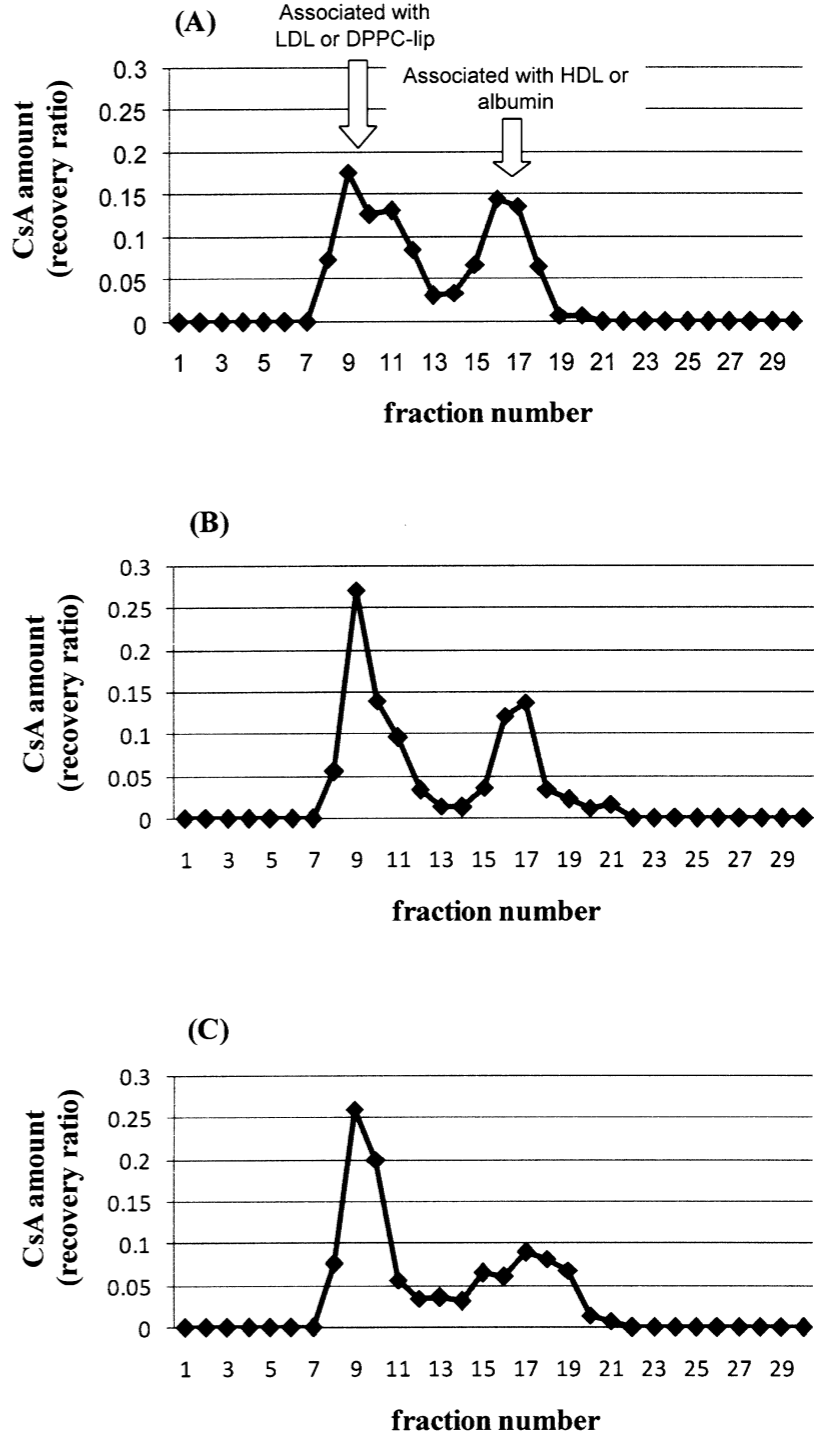 (A)
Associated with
LDL or DPPC-lip
Associated with HDL or
albumin
CsA amount
(recovery ratio)
0.3
0.25
0.2
0.15
0.1
0.05
0
1 3 5 7 9 11 13 15 17 19 21 23 25 27 29
fraction number
(B)
CsA amount
(recovery ratio)
0.3
0.25
0.2
0.15
0.1
0.05
0
1 3 5 7 9 11 13 15 17 19 21 23 25 27 29
fraction number
(C)
CsA amount
(recovery ratio)
0.3
0.25
0.2
0.15
0.1
0.05
0
1 3 5 7 9 11 13 15 17 19 21 23 25 27 29
fraction number